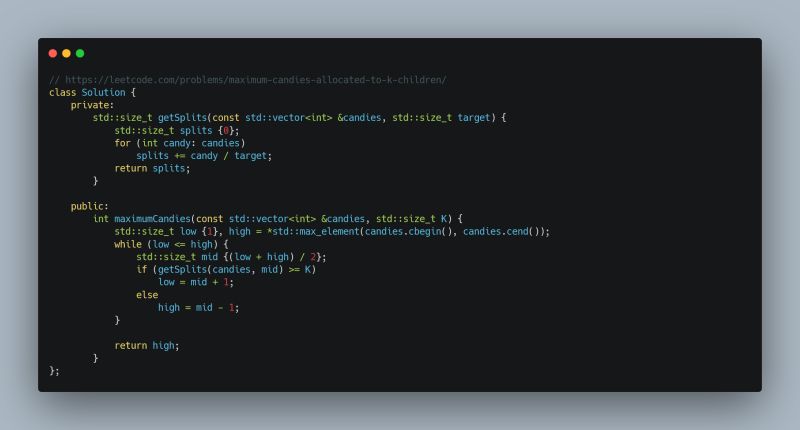 // https://leetcode.com/problems/maximum-candies-allocated-to-k-children/
class Solution {
    private:
        std::size_t getSplits(const std::vector<int> &candies, std::size_t target) {
            std::size_t splits {0};
            for (int candy: candies)
                splits += candy / target;
            return splits;
        }

    public:
        int maximumCandies(const std::vector<int> &candies, std::size_t K) {
            std::size_t low {1}, high = *std::max_element(candies.cbegin(), candies.cend());
            while (low <= high) {
                std::size_t mid {(low + high) / 2};
                if (getSplits(candies, mid) >= K)
                    low = mid + 1;
                else
                    high = mid - 1;
            }

            return high;
        }
};